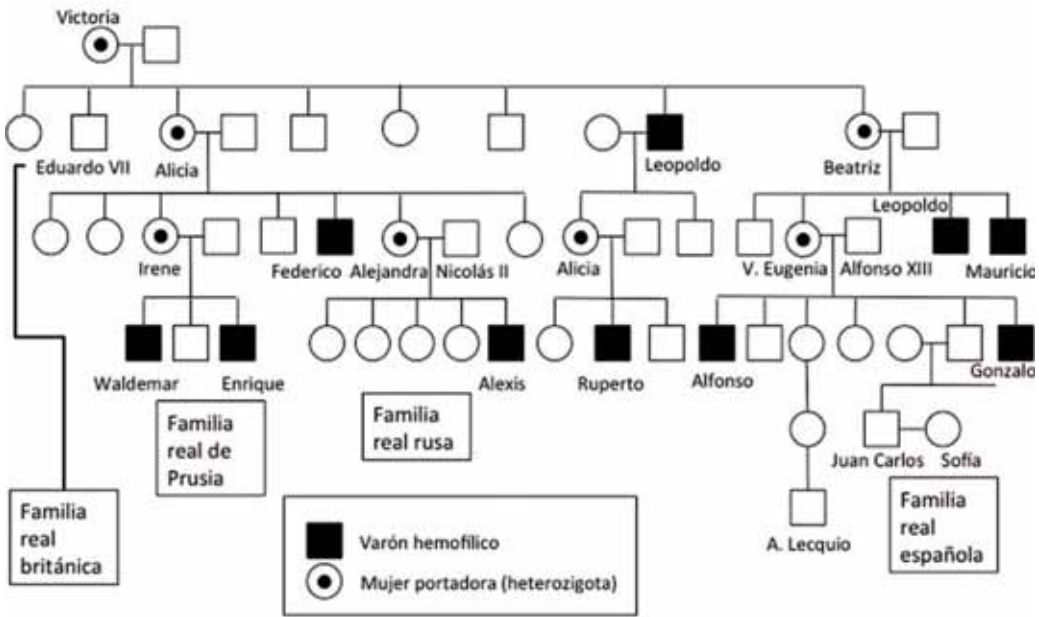 Victoria
Eduardo VII
Alicia
Leopoldo
Beatriz
Leopoldo
Irene
Federico
Alejandra
Nicolás II
Alicia
V. Eugenia
Alfonso XIII
Mauricio
Waldemar
Enrique
Alexis
Ruperto
Alfonso
Gonzalo
Familia
real de
Prusia
Familia
real rusa
Juan Carlos
Sofía
Familia
real
británica
A. Lecquio
Familia
real
española
Varón hemofílico
Mujer portadora (heterozigota)